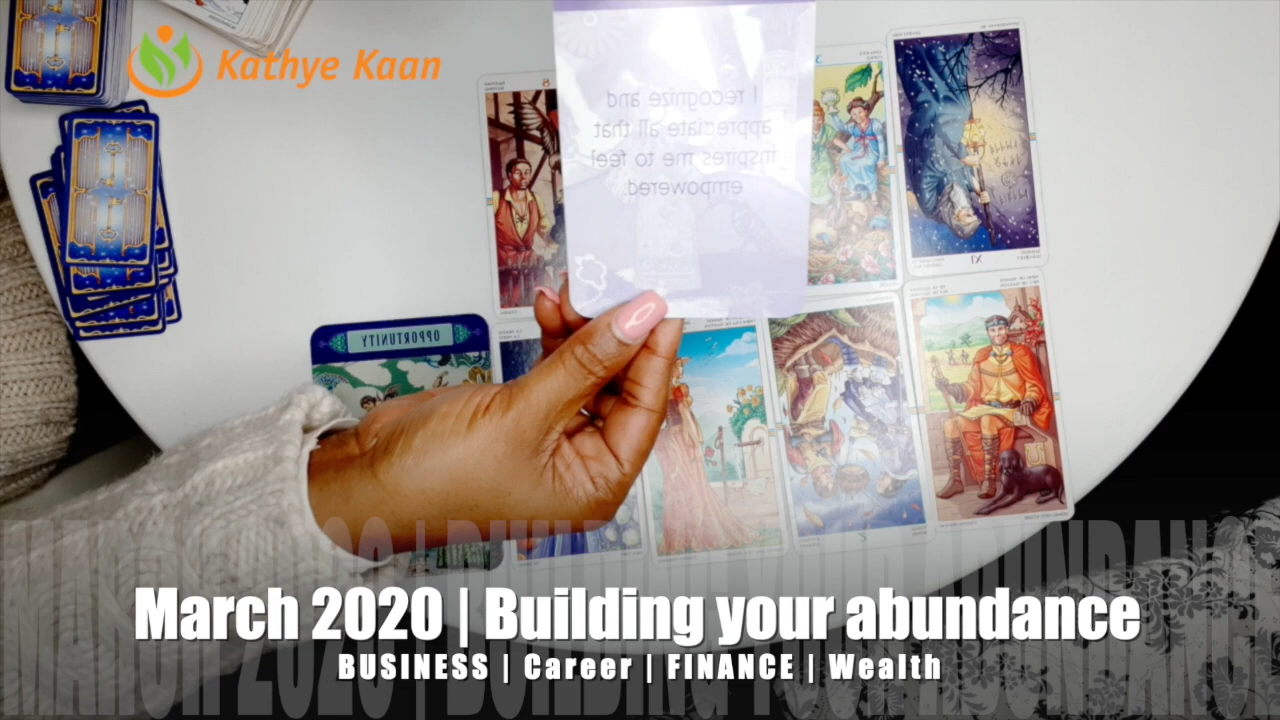 Kathye Kaan
I recognize and
appreciate all that
inspires me to feel
empowered.
OPPORTUNITY
XI
March 2020 | Building your abundance
BUSINESS | Career | FINANCE | Wealth